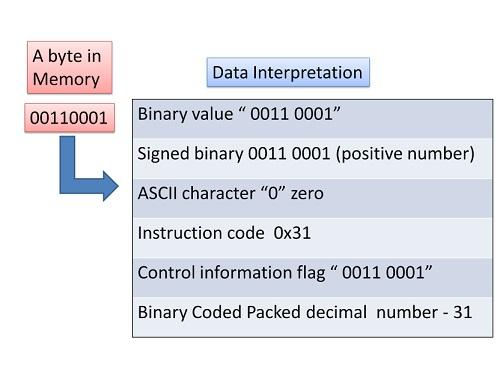 A byte in
Memory
Data Interpretation
00110001
Binary value “ 0011 0001”
Signed binary 0011 0001 (positive number)
ASCII character “0” zero
Instruction code 0x31
Control information flag “ 0011 0001”
Binary Coded Packed decimal number - 31